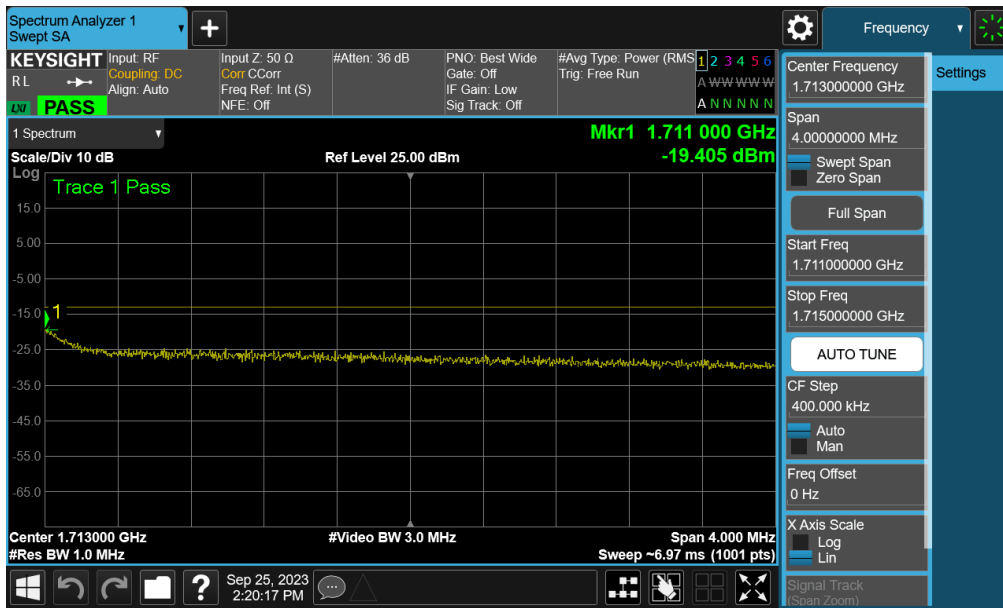 Spectrum Analyzer 1
Swept SA
+
Frequency
KEYSIGHT
R L
LXI PASS
Input: RF
Coupling: DC
Align: Auto
Input Z: 50 Ω
Corr CCorr
Freq Ref: Int (S)
NFE: Off
#Atten: 36 dB
PNO: Best Wide
Gate: Off
IF Gain: Low
Sig Track: Off
#Avg Type: Power (RMS
Trig: Free Run
1 2 3 4 5 6
A W W W W W
A N N N N N
1 Spectrum
Mkr1 1.711 000 GHz
Scale/Div 10 dB
Ref Level 25.00 dBm
-19.405 dBm
Log
Trace 1 Pass
15.0
5.00
-5.00
-15.0
1
-25.0
-35.0
-45.0
-55.0
-65.0
Center 1.713000 GHz
#Video BW 3.0 MHz
Span 4.000 MHz
#Res BW 1.0 MHz
Sweep ~6.97 ms (1001 pts)
Center Frequency
1.713000000 GHz
Settings
Span
4.00000000 MHz
Swept Span
Zero Span
Full Span
Start Freq
1.711000000 GHz
Stop Freq
1.715000000 GHz
AUTO TUNE
CF Step
400.000 kHz
Auto
Man
Freq Offset
0 Hz
X Axis Scale
Log
Lin
Signal Track
(Span Zoom)
?
Sep 25, 2023
2:20:17 PM